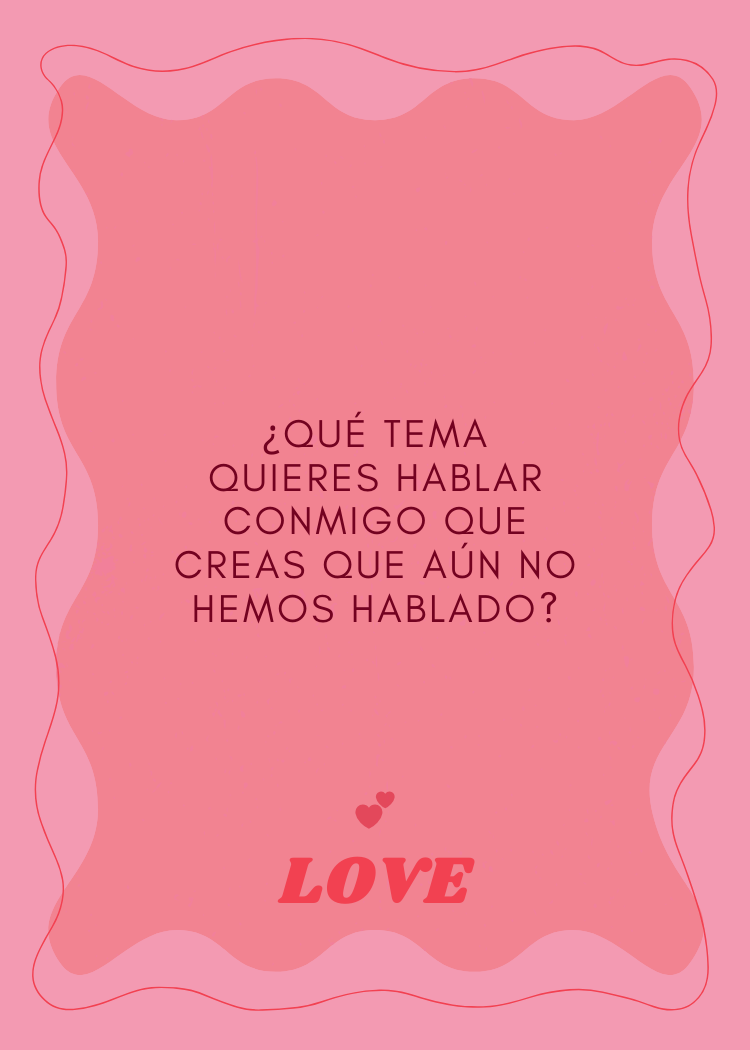 ¿QUÉ TEMA
QUIERES HABLAR
CONMIGO QUE
CREAS QUE AÚN NO
HEMOS HABLADO?
LOVE